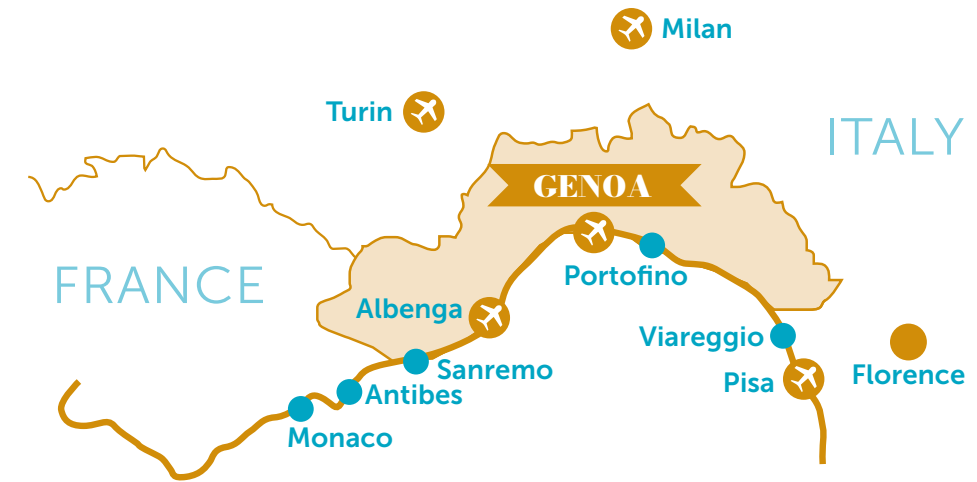 Milan
Turin
ITALY
GENOA
FRANCE
Portofino
Albenga
Viareggio
Sanremo
Pisa
Florence
Antibes
Monaco